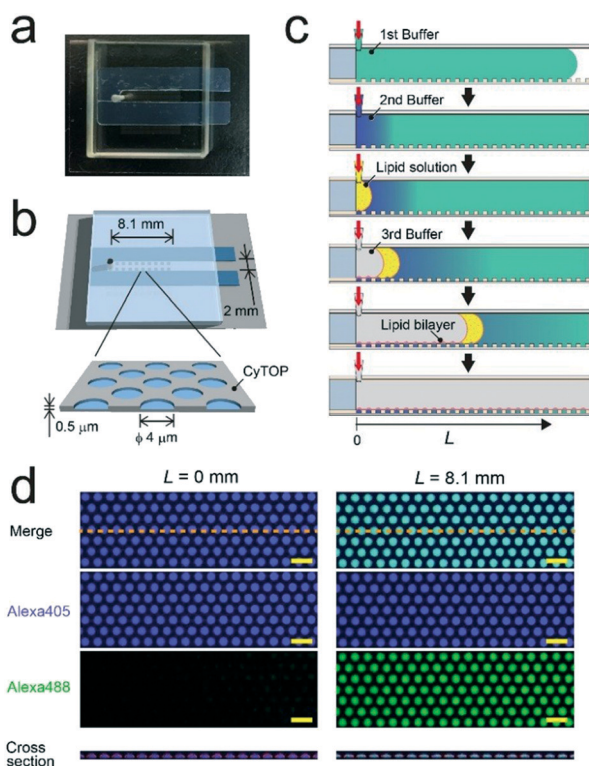 a
b
8.1 mm
2 mm
CyTOP
0.5 μm
ϕ 4 μm
c
1st Buffer
2nd Buffer
Lipid solution
3rd Buffer
Lipid bilayer
0
L
d
L = 0 mm
L = 8.1 mm
Merge
Alexa405
Alexa488
Cross
section